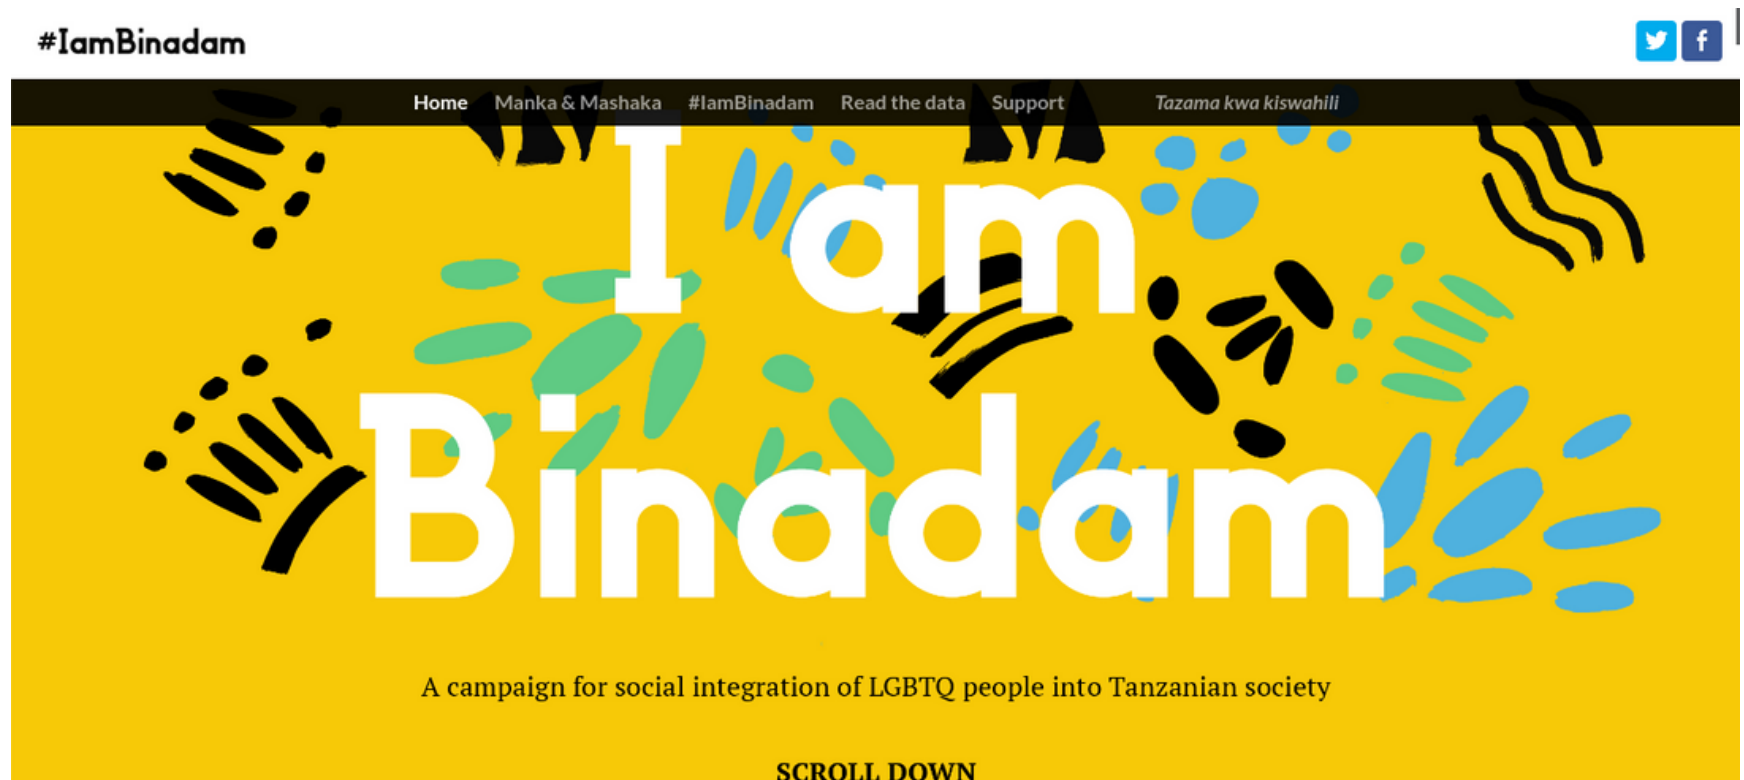 #IamBinadam
Home Manka & Mashaka #IamBinadam Read the data Support Tazama kwa kiswahili
I am
Binadam
A campaign for social integration of LGBTQ people into Tanzanian society
SCROLL DOWN